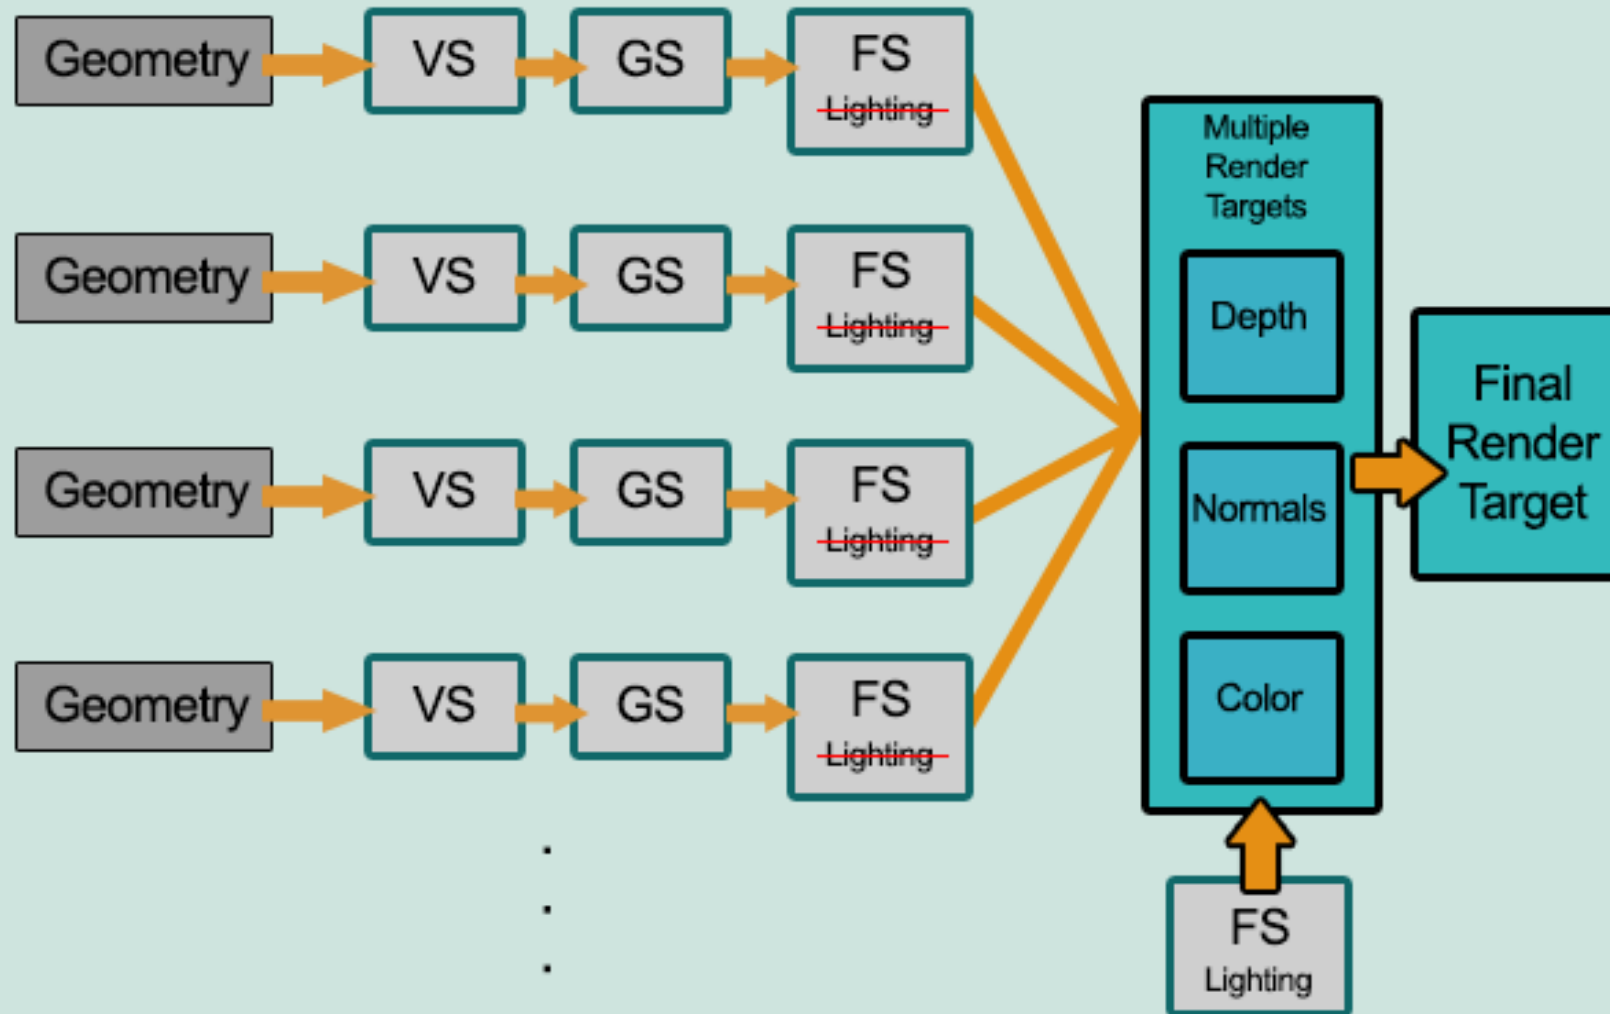 Geometry
VS
GS
FS
Lighting
Geometry
VS
GS
FS
Lighting
Geometry
VS
GS
FS
Lighting
Geometry
VS
GS
FS
Lighting
Multiple
Render
Targets
Depth
Normals
Color
Final
Render
Target
FS
Lighting